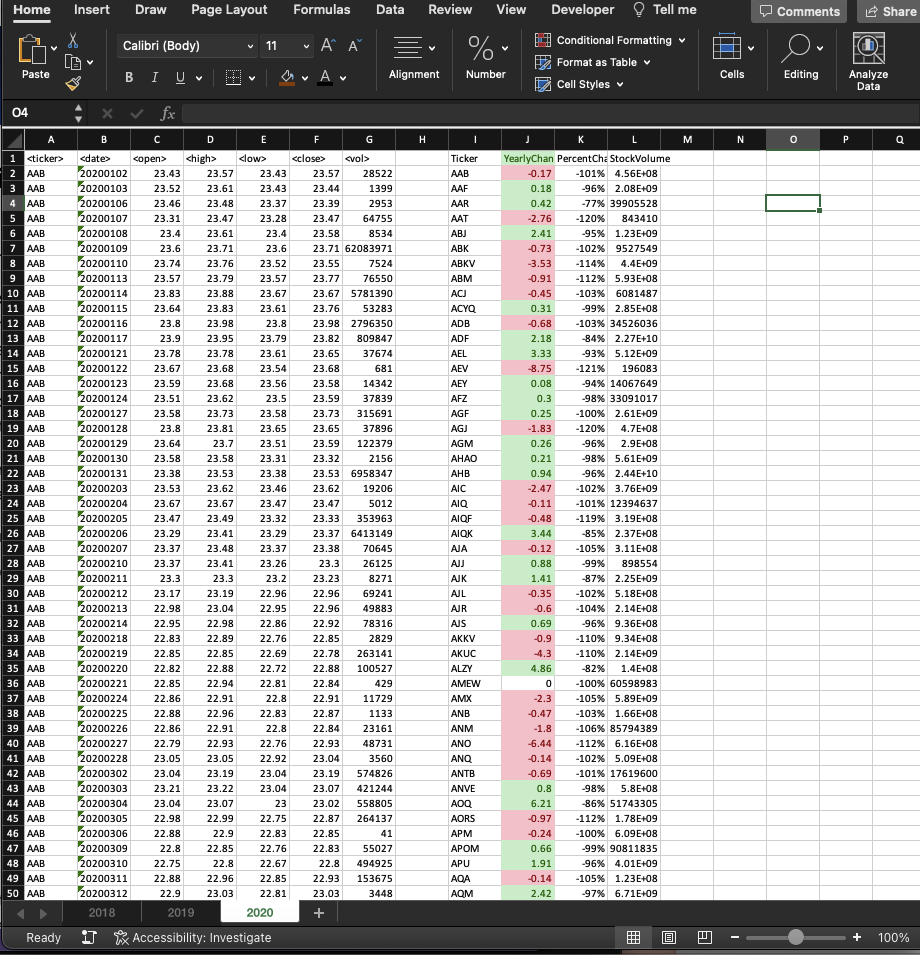 Home Insert Draw Page Layout Formulas Data Review View Developer Tell me Comments Share
Paste Calibri (Body) 11 A A Alignment Number Conditional Formatting Format as Table Cell Styles Cells Editing Analyze Data
B I U A
O4 fx
A B C D E F G H I J K L M N O P Q
1 <ticker> <date> <open> <high> <low> <close> <vol> Ticker YearlyChan PercentCha StockVolume
2 AAB 20200102 23.43 23.57 23.43 23.57 28522 AAB -0.17 -101% 4.56E+08
3 AAB 20200103 23.52 23.61 23.43 23.44 1399 AAF 0.18 -96% 2.08E+09
4 AAB 20200106 23.46 23.48 23.37 23.39 2953 AAR 0.42 -77% 39905528
5 AAB 20200107 23.31 23.47 23.28 23.47 64755 AAT -2.76 -120% 843410
6 AAB 20200108 23.4 23.61 23.4 23.58 8534 ABJ 2.41 -95% 1.23E+09
7 AAB 20200109 23.6 23.71 23.6 23.71 62083971 ABK -0.73 -102% 9527549
8 AAB 20200110 23.74 23.76 23.52 23.55 7524 ABKV -3.53 -114% 4.4E+09
9 AAB 20200113 23.57 23.79 23.57 23.77 76550 ABM -0.91 -112% 5.93E+08
10 AAB 20200114 23.83 23.88 23.67 23.67 5781390 ACJ -0.45 -103% 6081487
11 AAB 20200115 23.64 23.83 23.61 23.76 53283 ACYQ 0.31 -99% 2.85E+08
12 AAB 20200116 23.8 23.98 23.8 23.98 2796350 ADB -0.68 -103% 34526036
13 AAB 20200117 23.9 23.95 23.79 23.82 809847 ADF 2.18 -84% 2.27E+10
14 AAB 20200121 23.78 23.78 23.61 23.65 37674 AEL 3.33 -93% 5.12E+09
15 AAB 20200122 23.67 23.68 23.54 23.68 681 AEV -8.75 -121% 196083
16 AAB 20200123 23.59 23.68 23.56 23.58 14342 AEY 0.08 -94% 14067649
17 AAB 20200124 23.51 23.62 23.5 23.59 37839 AFZ 0.3 -98% 33091017
18 AAB 20200127 23.58 23.73 23.58 23.73 315691 AGF 0.25 -100% 2.61E+09
19 AAB 20200128 23.8 23.81 23.65 23.65 37896 AGJ -1.83 -120% 4.7E+08
20 AAB 20200129 23.64 23.7 23.51 23.59 122379 AGM 0.26 -96% 2.9E+08
21 AAB 20200130 23.58 23.58 23.31 23.32 2156 AHAO 0.21 -98% 5.61E+09
22 AAB 20200131 23.38 23.53 23.38 23.53 6958347 AHB 0.94 -96% 2.44E+10
23 AAB 20200203 23.53 23.62 23.46 23.62 19206 AIC -2.47 -102% 3.76E+09
24 AAB 20200204 23.67 23.67 23.47 23.47 5012 AIQ -0.11 -101% 12394637
25 AAB 20200205 23.47 23.49 23.32 23.33 353963 AIQF -0.48 -119% 3.19E+08
26 AAB 20200206 23.29 23.41 23.29 23.37 6413149 AIQK 3.44 -85% 2.37E+08
27 AAB 20200207 23.37 23.48 23.37 23.38 70645 AJA -0.12 -105% 3.11E+08
28 AAB 20200210 23.37 23.41 23.26 23.3 26125 AJJ 0.88 -99% 898554
29 AAB 20200211 23.3 23.3 23.2 23.23 8271 AJK 1.41 -87% 2.25E+09
30 AAB 20200212 23.17 23.19 22.96 22.96 69241 AJL -0.35 -102% 5.18E+08
31 AAB 20200213 22.98 23.04 22.95 22.96 49883 AJR -0.6 -104% 2.14E+08
32 AAB 20200214 22.95 22.98 22.86 22.92 78316 AJS 0.69 -96% 9.36E+08
33 AAB 20200218 22.83 22.89 22.76 22.85 2829 AKKV -0.9 -110% 9.34E+08
34 AAB 20200219 22.85 22.85 22.69 22.78 263141 AKUC -4.3 -110% 2.14E+09
35 AAB 20200220 22.82 22.88 22.72 22.88 100527 ALZY 4.86 -82% 1.4E+08
36 AAB 20200221 22.85 22.94 22.81 22.84 429 AMEW 0 -100% 60598983
37 AAB 20200224 22.86 22.91 22.8 22.91 11729 AMX -2.3 -105% 5.89E+09
38 AAB 20200225 22.88 22.96 22.83 22.87 1133 ANB -0.47 -103% 1.66E+08
39 AAB 20200226 22.86 22.91 22.8 22.84 23161 ANM -1.8 -106% 85794389
40 AAB 20200227 22.79 22.93 22.76 22.93 48731 ANO -6.44 -112% 6.16E+08
41 AAB 20200228 23.05 23.05 22.92 23.04 3560 ANQ -0.14 -102% 5.09E+08
42 AAB 20200302 23.04 23.19 23.04 23.19 574826 ANTB -0.69 -101% 17619600
43 AAB 20200303 23.21 23.22 23.04 23.07 421244 ANVE 0.8 -98% 5.8E+08
44 AAB 20200304 23.04 23.07 23 23.02 558805 AOQ 6.21 -86% 51743305
45 AAB 20200305 22.98 22.99 22.75 22.87 264137 AORS -0.97 -112% 1.78E+09
46 AAB 20200306 22.88 22.9 22.83 22.85 41 APM -0.24 -100% 6.09E+08
47 AAB 20200309 22.8 22.85 22.76 22.83 55027 APOM 0.66 -99% 90811835
48 AAB 20200310 22.75 22.8 22.67 22.8 494925 APU 1.91 -96% 4.01E+09
49 AAB 20200311 22.88 22.96 22.85 22.93 153675 AQA -0.14 -105% 1.23E+08
50 AAB 20200312 22.9 23.03 22.81 23.03 3448 AQM 2.42 -97% 6.71E+09
2018 2019 2020 +
Ready Accessibility: Investigate - + 100%